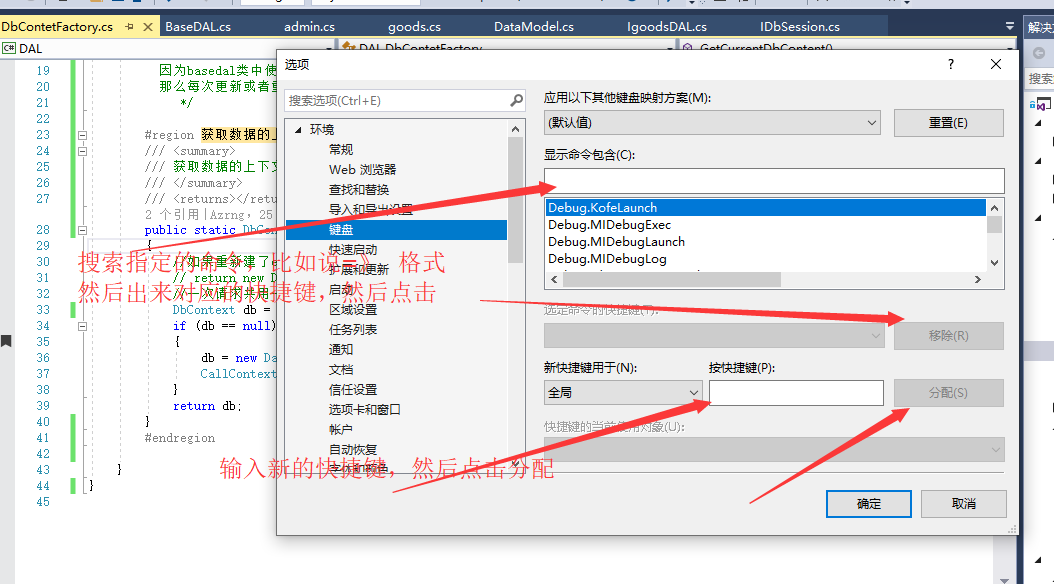 DbContetFactory.cs
BaseDAL.cs
admin.cs
goods.cs
DataModel.cs
IgoodsDAL.cs
IDbSession.cs
C# DAL
DAL.DbContetFactory
GetCurrentDbContent()
解决
搜索
选项
?
搜索选项(Ctrl+E)
环境
常规
Web 浏览器
查找和替换
导入和导出设置
键盘
快速启动
扩展和更新
启动
区域设置
任务列表
通知
文档
信任设置
选项卡和窗口
帐户
自动恢复
字体和颜色
应用以下其他键盘映射方案(M):
(默认值)
重置(E)
显示命令包含(C):
Debug.KofeLaunch
Debug.MIDebugExec
Debug.MIDebugLaunch
Debug.MIDebugLog
选定命令的快捷键(T):
移除(R)
新快捷键用于(N):
按快捷键(P):
全局
分配(S)
快捷键的当前使用对象(U):
确定
取消
搜索指定的命令，比如说=》 格式
然后出来对应的快捷键，然后点击
输入新的快捷键，然后点击分配
19 因为basedal类中使
20 那么每次更新或者重
21 */
22
23 #region 获取数据的上
24 /// <summary>
25 /// 获取数据的上下文
26 /// </summary>
27 /// <returns></retu
2 个引用|Azrng，25
28 public static DbCo
29 {
30 //如果重新建了
31 // return new D
32 //一次请求共用
33 DbContext db =
34 if (db == null)
35 {
36 db = new Da
37 CallContext
38 }
39 return db;
40 }
41 #endregion
42
43 }
44 }
45